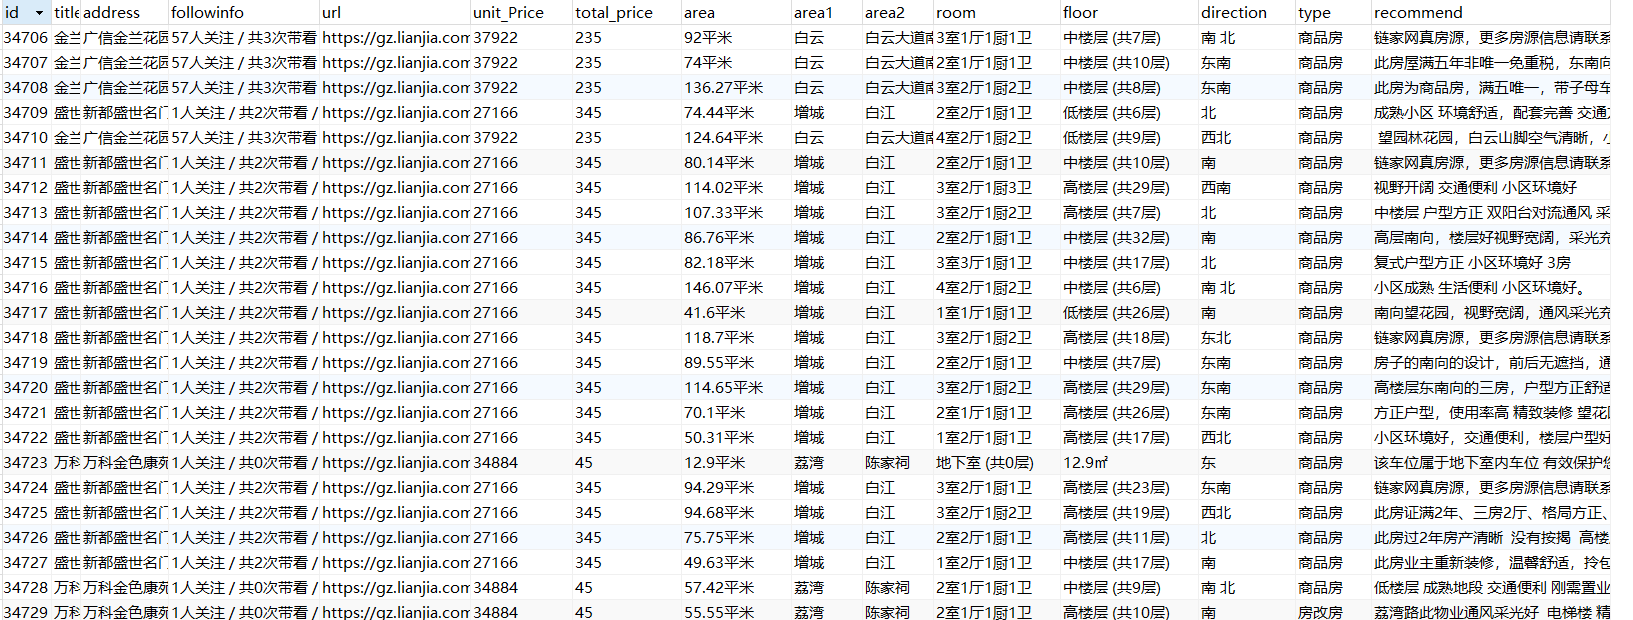 id title address followinfo url unit_Price total_price area area1 area2 room floor direction type recommend
34706 金兰 广信金兰花园 57人关注 / 共3次带看 https://gz.lianjia.com 37922 235 92平米 白云 白云大道南 3室1厅1厨1卫 中楼层 (共7层) 南 北 商品房 链家网真房源，更多房源信息请联系
34707 金兰 广信金兰花园 57人关注 / 共3次带看 https://gz.lianjia.com 37922 235 74平米 白云 白云大道南 2室1厅1厨1卫 中楼层 (共10层) 东南 商品房 此房屋满五年非唯一免重税，东南向
34708 金兰 广信金兰花园 57人关注 / 共3次带看 https://gz.lianjia.com 37922 235 136.27平米 白云 白云大道南 3室2厅1厨2卫 中楼层 (共8层) 东南 商品房 此房为商品房，满五唯一，带子母车
34709 盛世 新都盛世名门 1人关注 / 共2次带看 / https://gz.lianjia.com 27166 345 74.44平米 增城 白江 2室2厅1厨1卫 低楼层 (共6层) 北 商品房 成熟小区 环境舒适，配套完善 交通方
34710 金兰 广信金兰花园 57人关注 / 共3次带看 https://gz.lianjia.com 37922 235 124.64平米 白云 白云大道南 4室2厅1厨2卫 低楼层 (共9层) 西北 商品房 望园林花园，白云山脚空气清晰，小
34711 盛世 新都盛世名门 1人关注 / 共2次带看 / https://gz.lianjia.com 27166 345 80.14平米 增城 白江 2室2厅1厨1卫 中楼层 (共10层) 南 商品房 链家网真房源，更多房源信息请联系
34712 盛世 新都盛世名门 1人关注 / 共2次带看 / https://gz.lianjia.com 27166 345 114.02平米 增城 白江 3室2厅1厨3卫 高楼层 (共29层) 西南 商品房 视野开阔 交通便利 小区环境好
34713 盛世 新都盛世名门 1人关注 / 共2次带看 / https://gz.lianjia.com 27166 345 107.33平米 增城 白江 3室2厅1厨2卫 高楼层 (共7层) 北 商品房 中楼层 户型方正 双阳台对流通风 采
34714 盛世 新都盛世名门 1人关注 / 共2次带看 / https://gz.lianjia.com 27166 345 86.76平米 增城 白江 2室2厅1厨1卫 中楼层 (共32层) 南 商品房 高层南向，楼层好视野宽阔，采光充
34715 盛世 新都盛世名门 1人关注 / 共2次带看 / https://gz.lianjia.com 27166 345 82.18平米 增城 白江 3室3厅1厨1卫 中楼层 (共17层) 北 商品房 复式户型方正 小区环境好 3房
34716 盛世 新都盛世名门 1人关注 / 共2次带看 / https://gz.lianjia.com 27166 345 146.07平米 增城 白江 4室2厅1厨2卫 中楼层 (共6层) 南 北 商品房 小区成熟 生活便利 小区环境好。
34717 盛世 新都盛世名门 1人关注 / 共2次带看 / https://gz.lianjia.com 27166 345 41.6平米 增城 白江 1室1厅1厨1卫 低楼层 (共26层) 南 商品房 南向望花园，视野宽阔，通风采光充
34718 盛世 新都盛世名门 1人关注 / 共2次带看 / https://gz.lianjia.com 27166 345 118.7平米 增城 白江 3室2厅1厨2卫 高楼层 (共18层) 东北 商品房 链家网真房源，更多房源信息请联系
34719 盛世 新都盛世名门 1人关注 / 共2次带看 / https://gz.lianjia.com 27166 345 89.55平米 增城 白江 2室2厅1厨1卫 中楼层 (共7层) 东南 商品房 房子的南向的设计，前后无遮挡，通
34720 盛世 新都盛世名门 1人关注 / 共2次带看 / https://gz.lianjia.com 27166 345 114.65平米 增城 白江 3室2厅1厨2卫 高楼层 (共29层) 东南 商品房 高楼层东南向的三房，户型方正舒适
34721 盛世 新都盛世名门 1人关注 / 共2次带看 / https://gz.lianjia.com 27166 345 70.1平米 增城 白江 2室1厅1厨1卫 高楼层 (共26层) 东南 商品房 方正户型，使用率高 精致装修 望花园
34722 盛世 新都盛世名门 1人关注 / 共2次带看 / https://gz.lianjia.com 27166 345 50.31平米 增城 白江 1室2厅1厨1卫 高楼层 (共17层) 西北 商品房 小区环境好，交通便利，楼层户型好
34723 万科 万科金色康苑 1人关注 / 共0次带看 / https://gz.lianjia.com 34884 45 12.9平米 荔湾 陈家祠 地下室 (共0层) 12.9㎡ 东 商品房 该车位属于地下室内车位 有效保护您
34724 盛世 新都盛世名门 1人关注 / 共2次带看 / https://gz.lianjia.com 27166 345 94.29平米 增城 白江 3室2厅1厨1卫 高楼层 (共23层) 东南 商品房 链家网真房源，更多房源信息请联系
34725 盛世 新都盛世名门 1人关注 / 共2次带看 / https://gz.lianjia.com 27166 345 94.68平米 增城 白江 3室2厅1厨2卫 高楼层 (共19层) 西北 商品房 此房证满2年、三房2厅、格局方正、
34726 盛世 新都盛世名门 1人关注 / 共2次带看 / https://gz.lianjia.com 27166 345 75.75平米 增城 白江 2室2厅1厨1卫 高楼层 (共11层) 北 商品房 此房过2年房产清晰 没有按揭 高楼
34727 盛世 新都盛世名门 1人关注 / 共2次带看 / https://gz.lianjia.com 27166 345 49.63平米 增城 白江 1室2厅1厨1卫 中楼层 (共17层) 南 商品房 此房业主重新装修，温馨舒适，拎包
34728 万科 万科金色康苑 1人关注 / 共0次带看 / https://gz.lianjia.com 34884 45 57.42平米 荔湾 陈家祠 2室1厅1厨1卫 中楼层 (共9层) 南 北 商品房 低楼层 成熟地段 交通便利 刚需置业
34729 万科 万科金色康苑 1人关注 / 共0次带看 / https://gz.lianjia.com 34884 45 55.55平米 荔湾 陈家祠 2室1厅1厨1卫 高楼层 (共10层) 南 房改房 荔湾路此物业通风采光好 电梯楼 精